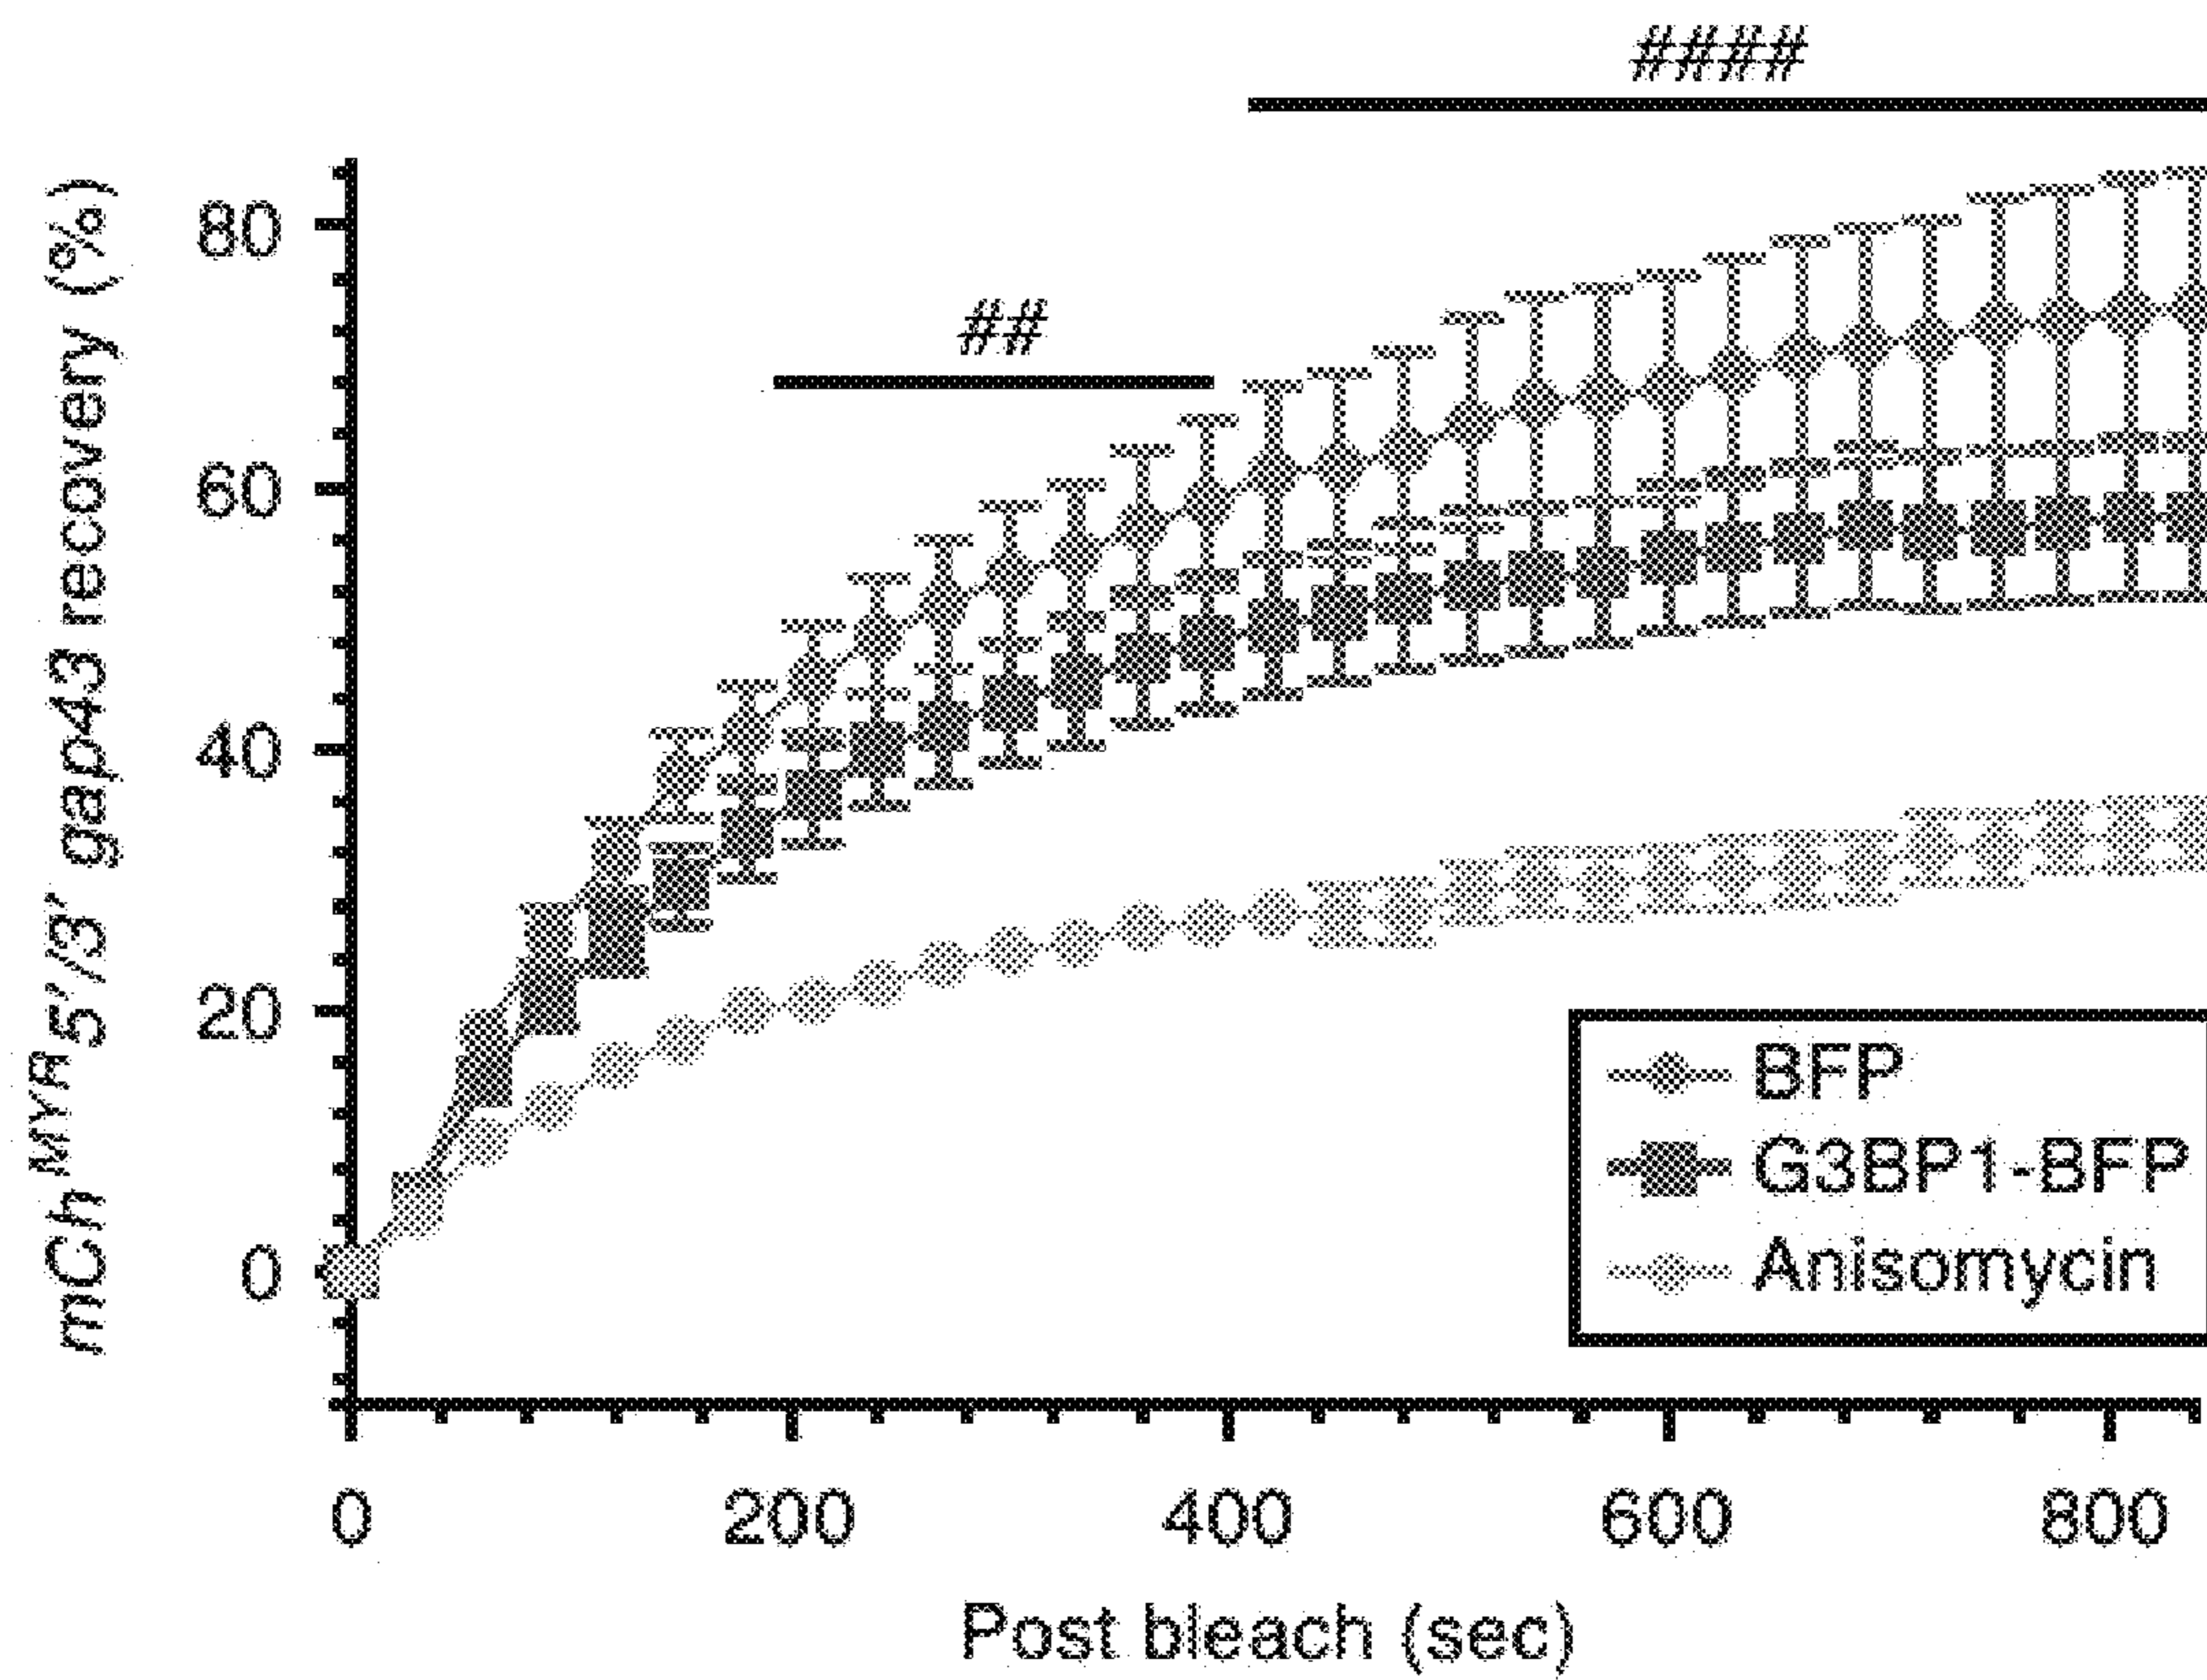 ####
##
mCh^MYR 5'/3' gap43 recovery (%)
80
60
40
20
0
BFP
G3BP1-BFP
Anisomycin
0 200 400 600 800
Post bleach (sec)